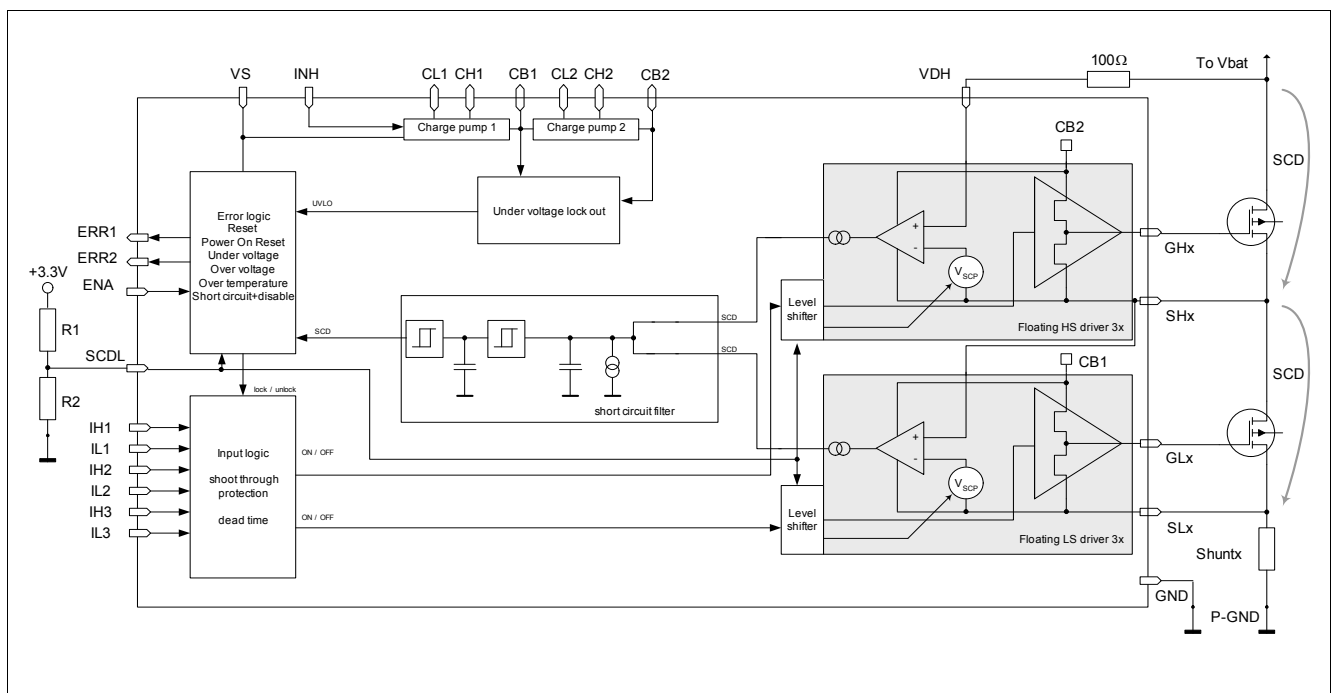 100Ω
To Vbat
VS
INH
CL1
CH1
CB1
CL2
CH2
CB2
VDH
Charge pump 1
Charge pump 2
CB2
SCD
Error logic
Reset
Power On Reset
Under voltage
Over voltage
Over temperature
Short circuit+disable
UVLO
Under voltage lock out
ERR1
ERR2
ENA
+3.3V
+
-
VSCP
GHx
Level
shifter
SCD
SCD
SHx
Floating HS driver 3x
R1
SCDL
SCD
CB1
SCD
R2
lock / unlock
short circuit filter
IH1
IL1
IH2
IL2
IH3
IL3
Input logic
shoot through
protection
dead time
ON / OFF
ON / OFF
+
-
VSCP
GLx
Level
shifter
SLx
Floating LS driver 3x
Shuntx
GND
P-GND